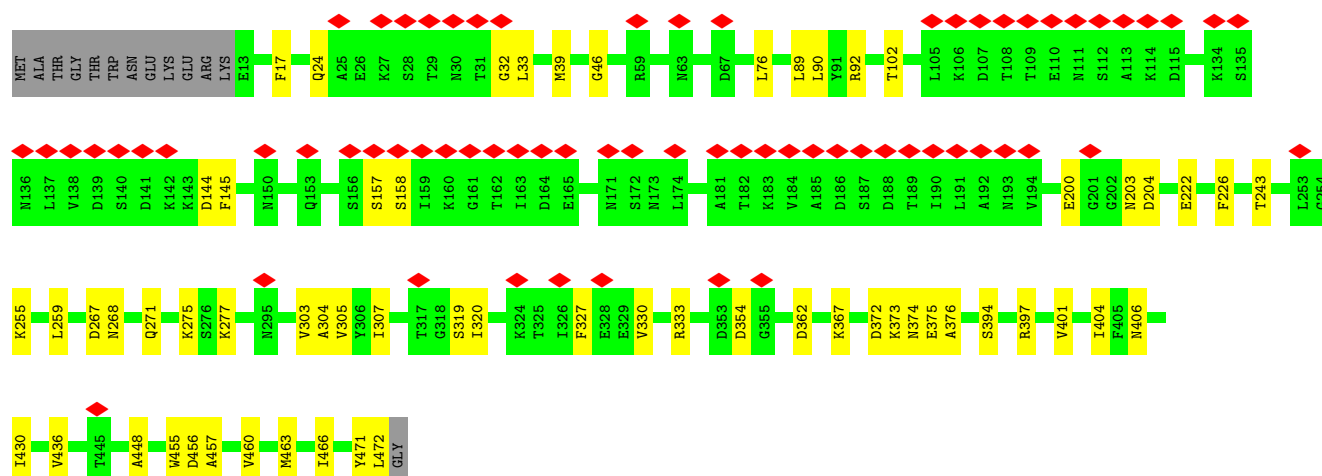 MET ALA THR GLY THR TRP ASN GLU LYS GLU ARG LYS E13 F17 Q24 A25 E26 K27 S28 T29 N30 T31 G32 L33 M39 G46 R59 N63 D67 L76 L89 L90 Y91 R92 T102 L105 K106 D107 T108 T109 E110 N111 S112 A113 K114 D115 K134 S135
N136 L137 V138 D139 S140 D141 K142 K143 D144 F145 N150 Q153 S156 S157 S158 I159 K160 G161 T162 I163 D164 E165 N171 S172 N173 L174 A181 T182 K183 V184 A185 D186 S187 D188 T189 I190 L191 A192 N193 V194 E200 G201 G202 N203 D204 E222 F226 T243 L253 G254
K255 L259 D267 N268 Q271 K275 S276 K277 N295 V303 A304 V305 Y306 I307 T317 G318 S319 I320 K324 T325 I326 F327 E328 E329 V330 R333 D353 D354 G355 D362 K367 D372 K373 N374 E375 A376 S394 R397 V401 I404 F405 N406
I430 V436 T445 A448 W455 D456 A457 V460 M463 I466 Y471 L472 GLY